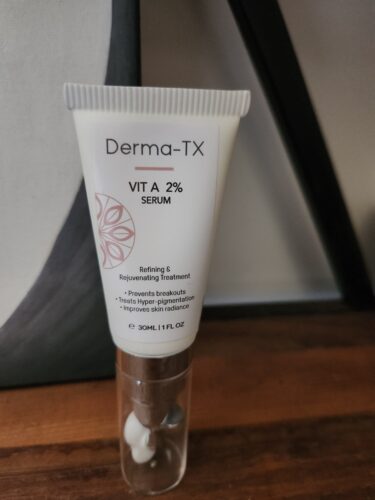 Derma-TX
VIT A 2%
SERUM
Refining &
Rejuvenating Treatment
• Prevents breakouts
• Treats Hyper-pigmentation
• Improves skin radiance
℮ 30ML | 1 FL OZ